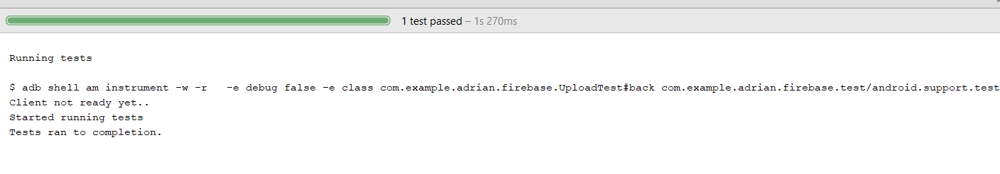 1 test passed – 1s 270ms
Running tests
$ adb shell am instrument -w -r   -e debug false -e class com.example.adrian.firebase.UploadTest#back com.example.adrian.firebase.test/android.support.test
Client not ready yet..
Started running tests
Tests ran to completion.